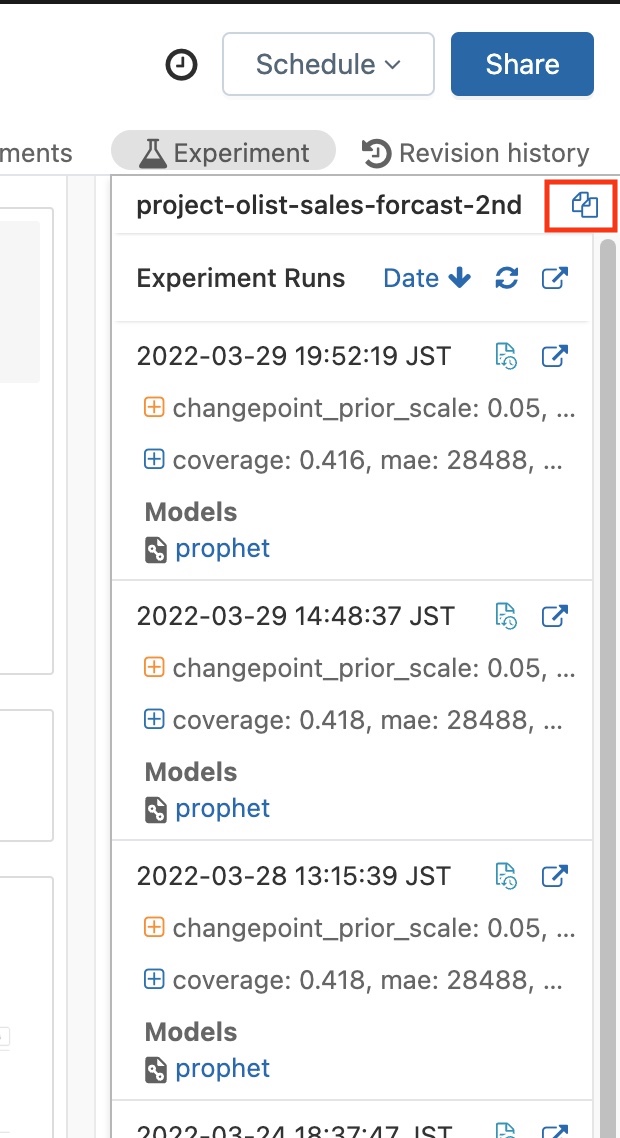 Schedule
Share
ments
Experiment
Revision history
project-olist-sales-forcast-2nd
Experiment Runs
Date
2022-03-29 19:52:19 JST
changepoint_prior_scale: 0.05, ...
coverage: 0.416, mae: 28488, ...
Models
prophet
2022-03-29 14:48:37 JST
changepoint_prior_scale: 0.05, ...
coverage: 0.418, mae: 28488, ...
Models
prophet
2022-03-28 13:15:39 JST
changepoint_prior_scale: 0.05, ...
coverage: 0.418, mae: 28488, ...
Models
prophet
2022-03-24 18:37:47 JST